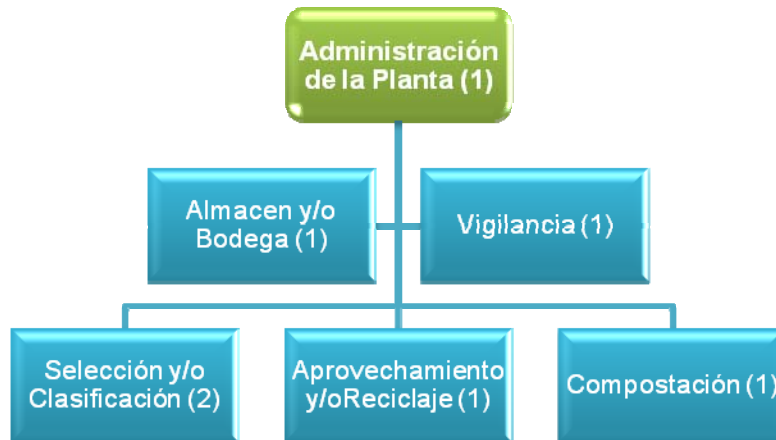 Administración
de la Planta (1)
Almacen y/o
Bodega (1)
Vigilancia (1)
Selección y/o
Clasificación (2)
Aprovechamiento
y/oReciclaje (1)
Compostación (1)